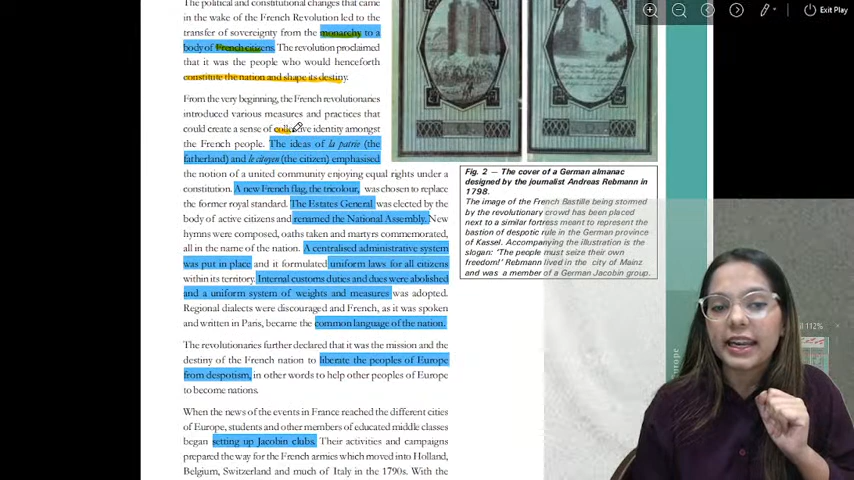 The political and constitutional changes that came
in the wake of the French Revolution led to the
transfer of sovereignty from the monarchy to a
body of French citizens. The revolution proclaimed
that it was the people who would henceforth
constitute the nation and shape its destiny.
From the very beginning, the French revolutionaries
introduced various measures and practices that
could create a sense of collective identity amongst
the French people. The ideas of la patrie (the
fatherland) and le citoyen (the citizen) emphasised
the notion of a united community enjoying equal rights under a
constitution. A new French flag, the tricolour, was chosen to replace
the former royal standard. The Estates General was elected by the
body of active citizens and renamed the National Assembly. New
hymns were composed, oaths taken and martyrs commemorated,
all in the name of the nation. A centralised administrative system
was put in place and it formulated uniform laws for all citizens
within its territory. Internal customs duties and dues were abolished
and a uniform system of weights and measures was adopted.
Regional dialects were discouraged and French, as it was spoken
and written in Paris, became the common language of the nation.
The revolutionaries further declared that it was the mission and the
destiny of the French nation to liberate the peoples of Europe
from despotism, in other words to help other peoples of Europe
to become nations.
When the news of the events in France reached the different cities
of Europe, students and other members of educated middle classes
began setting up Jacobin clubs. Their activities and campaigns
prepared the way for the French armies which moved into Holland,
Belgium, Switzerland and much of Italy in the 1790s. With the
Fig. 2 — The cover of a German almanac
designed by the journalist Andreas Rebmann in
1798.
The image of the French Bastille being stormed
by the revolutionary crowd has been placed
next to a similar fortress meant to represent the
bastion of despotic rule in the German province
of Kassel. Accompanying the illustration is the
slogan: 'The people must seize their own
freedom!' Rebmann lived in the city of Mainz
and was a member of a German Jacobin group.
Exit Play
112%